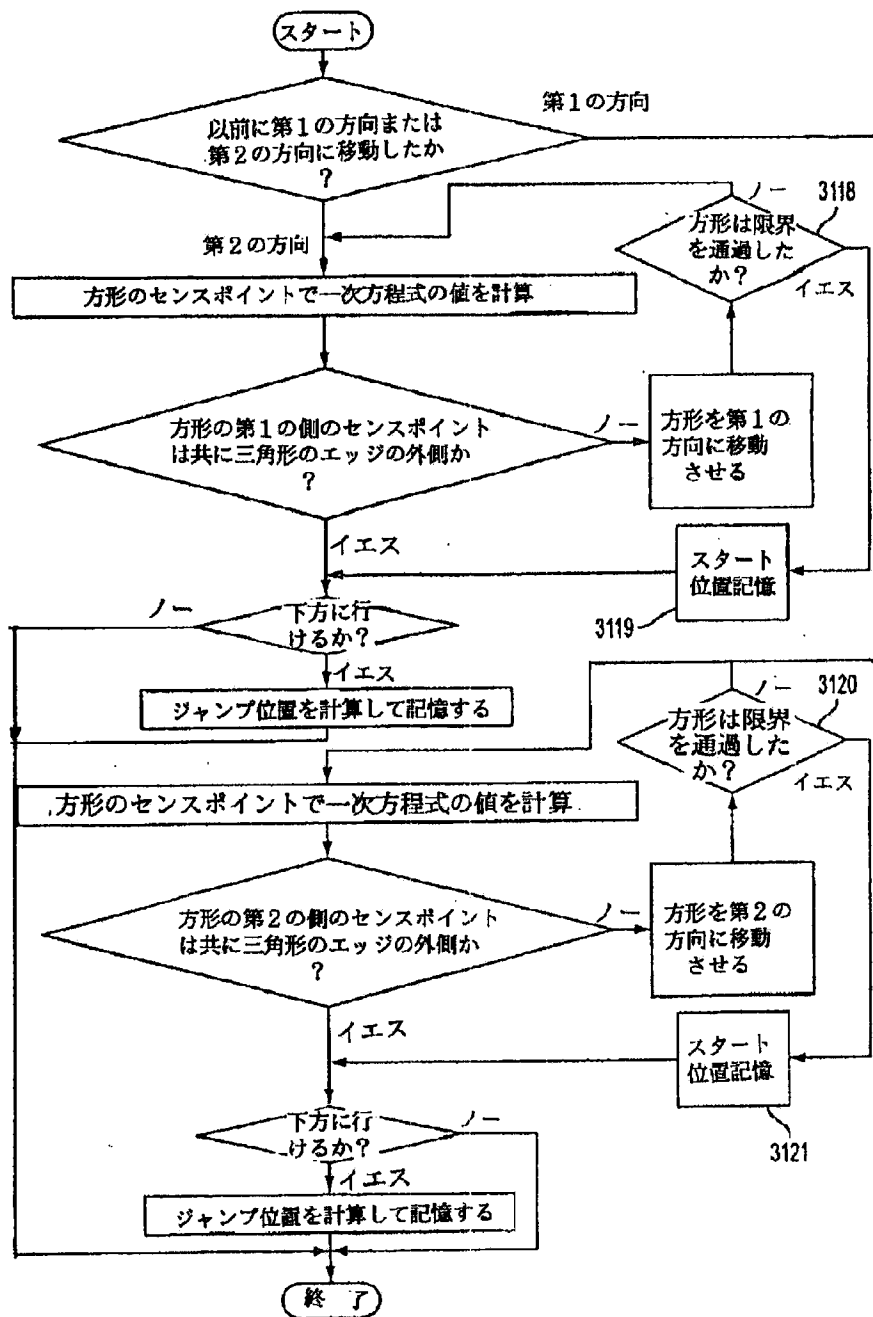 スタート
第1の方向
以前に第1の方向または
第2の方向に移動したか
?
ノー
3118
方形は限界
を通過した
か?
第2の方向
イエス
方形のセンスポイントで一次方程式の値を計算
方形の第1の側のセンスポイント
は共に三角形のエッジの外側か
?
ノー
方形を第1の
方向に移動
させる
イエス
スタート
位置記憶
3119
ノー
下方に行
けるか?
イエス
ジャンプ位置を計算して記憶する
ノー
3120
方形は限界
を通過した
か?
イエス
方形のセンスポイントで一次方程式の値を計算
方形の第2の側のセンスポイント
は共に三角形のエッジの外側か
?
ノー
方形を第2の
方向に移動
させる
イエス
スタート
位置記憶
3121
下方に行
けるか?
ノー
イエス
ジャンプ位置を計算して記憶する
終 了